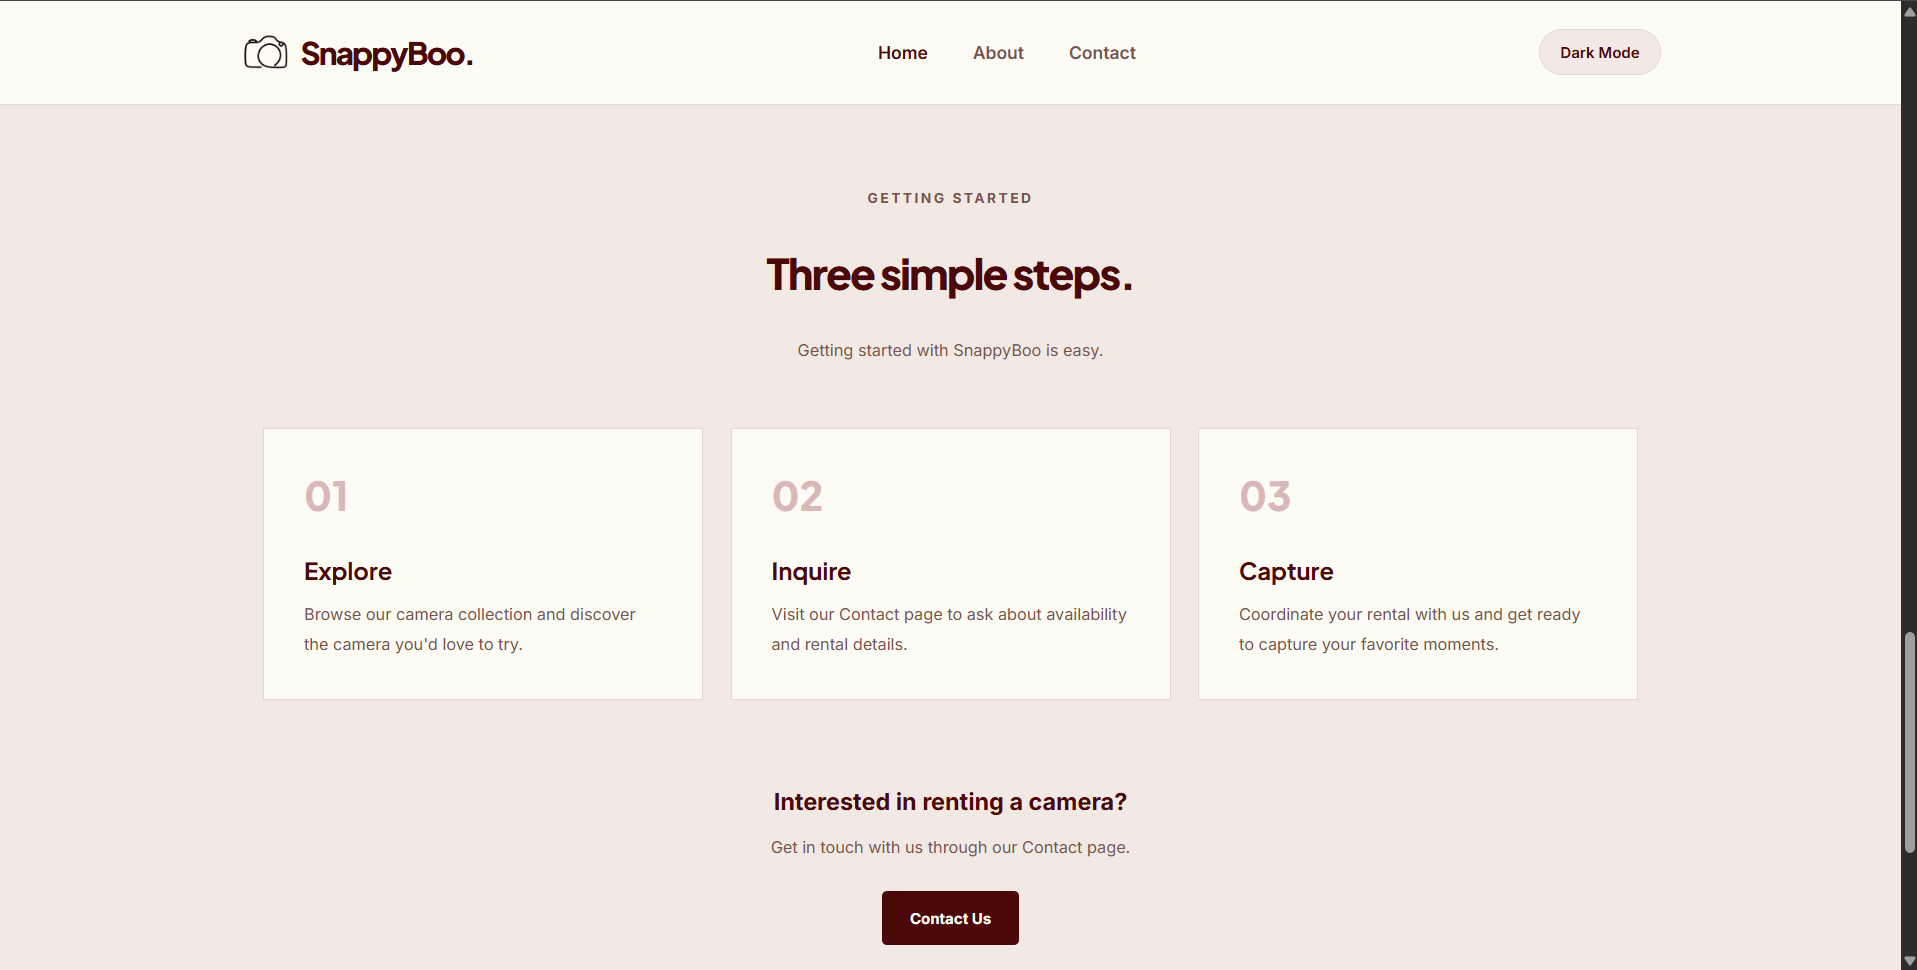 SnappyBoo.
Home
About
Contact
Dark Mode
GETTING STARTED
Three simple steps.
Getting started with SnappyBoo is easy.
01
Explore
Browse our camera collection and discover
the camera you'd love to try.
02
Inquire
Visit our Contact page to ask about availability
and rental details.
03
Capture
Coordinate your rental with us and get ready
to capture your favorite moments.
Interested in renting a camera?
Get in touch with us through our Contact page.
Contact Us